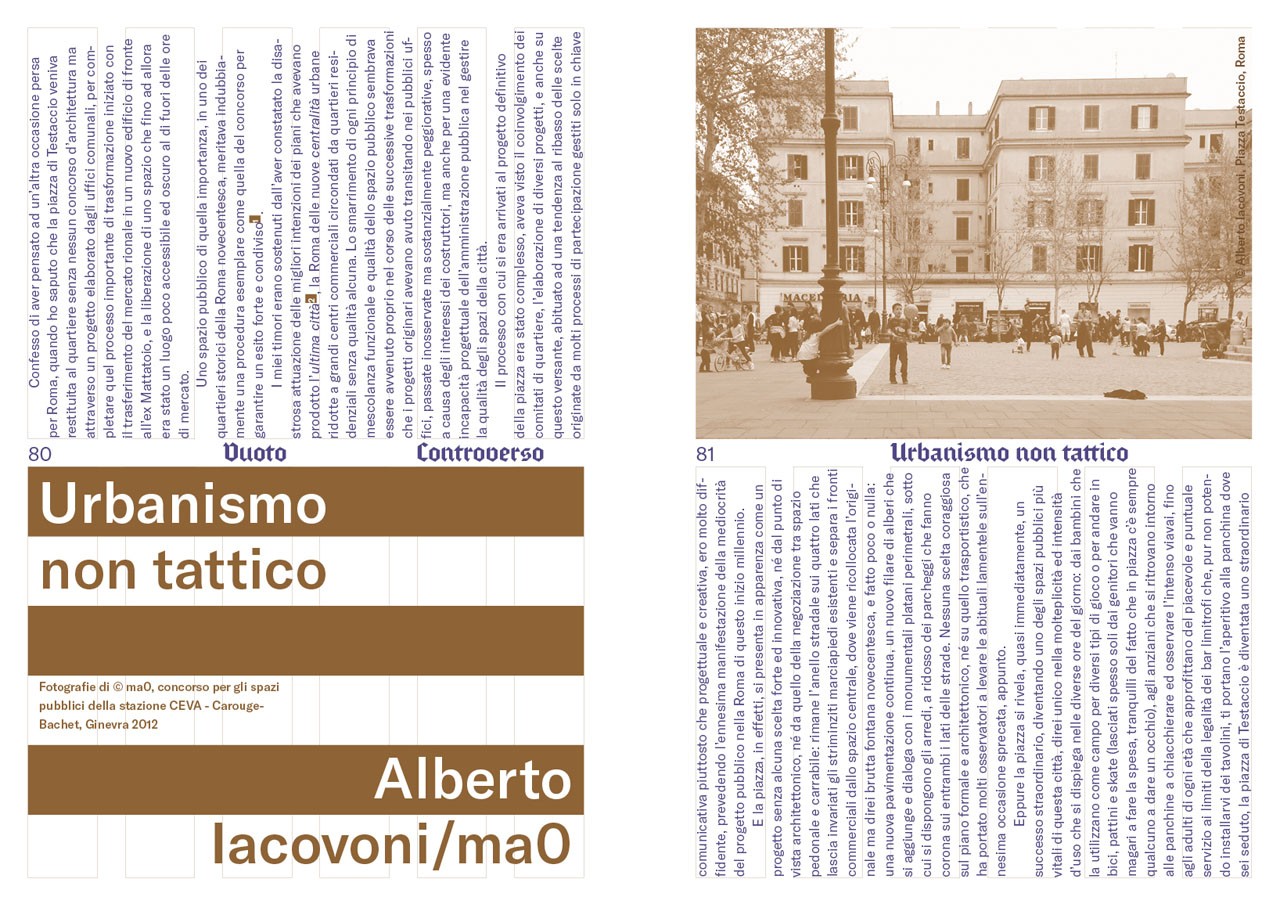 Confesso di aver pensato ad un'altra occasione persa
per Roma, quando ho saputo che la piazza di Testaccio veniva
restituita al quartiere senza nessun concorso d'architettura ma
attraverso un progetto elaborato dagli uffici comunali, per com-
pletare quel processo importante di trasformazione iniziato con
il trasferimento del mercato rionale in un nuovo edificio di fronte
all'ex Mattatoio, e la liberazione di uno spazio che fino ad allora
era stato un luogo poco accessibile ed oscuro al di fuori delle ore
di mercato.
Uno spazio pubblico di quella importanza, in uno dei
quartieri storici della Roma novecentesca, meritava indubbia-
mente una procedura esemplare come quella del concorso per
garantire un esito forte e condiviso1.
I miei timori erano sostenuti dall'aver constatato la disa-
strosa attuazione delle migliori intenzioni dei piani che avevano
prodotto l'ultima città2, la Roma delle nuove centralità urbane
ridotte a grandi centri commerciali circondati da quartieri resi-
denziali senza qualità alcuna. Lo smarrimento di ogni principio di
mescolanza funzionale e qualità dello spazio pubblico sembrava
essere avvenuto proprio nel corso delle successive trasformazioni
che i progetti originari avevano avuto transitando nei pubblici uf-
fici, passate inosservate ma sostanzialmente peggiorative, spesso
a causa degli interessi dei costruttori, ma anche per una evidente
incapacità progettuale dell'amministrazione pubblica nel gestire
la qualità degli spazi della città.
Il processo con cui si era arrivati al progetto definitivo
della piazza era stato complesso, aveva visto il coinvolgimento dei
comitati di quartiere, l'elaborazione di diversi progetti, e anche su
questo versante, abituato ad una tendenza al ribasso delle scelte
originate da molti processi di partecipazione gestiti solo in chiave
80
Vuoto
Controverso
Urbanismo
non tattico
Fotografie di © ma0, concorso per gli spazi
pubblici della stazione CEVA - Carouge-
Bachet, Ginevra 2012
Alberto
Iacovoni/ma0
© Alberto Iacovoni, Piazza Testaccio, Roma
MACELLERIA
81
Urbanismo non tattico
comunicativa piuttosto che progettuale e creativa, ero molto dif-
fidente, prevedendo l'ennesima manifestazione della mediocrità
del progetto pubblico nella Roma di questo inizio millennio.
E la piazza, in effetti, si presenta in apparenza come un
progetto senza alcuna scelta forte ed innovativa, né dal punto di
vista architettonico, né da quello della negoziazione tra spazio
pedonale e carrabile: rimane l'anello stradale sui quattro lati che
lascia invariati gli striminziti marciapiedi esistenti e separa i fronti
commerciali dallo spazio centrale, dove viene ricollocata l'origi-
nale ma direi brutta fontana novecentesca, e fatto poco o nulla:
una nuova pavimentazione continua, un nuovo filare di alberi che
si aggiunge e dialoga con i monumentali platani perimetrali, sotto
cui si dispongono gli arredi, a ridosso dei parcheggi che fanno
corona sui entrambi i lati delle strade. Nessuna scelta coraggiosa
sul piano formale e architettonico, né su quello trasportistico, che
ha portato molti osservatori a levare le abituali lamentele sull'en-
nesima occasione sprecata, appunto.
Eppure la piazza si rivela, quasi immediatamente, un
successo straordinario, diventando uno degli spazi pubblici più
vitali di questa città, direi unico nella molteplicità ed intensità
d'uso che si dispiega nelle diverse ore del giorno: dai bambini che
la utilizzano come campo per diversi tipi di gioco o per andare in
bici, pattini e skate (lasciati spesso soli dai genitori che vanno
magari a fare la spesa, tranquilli del fatto che in piazza c'è sempre
qualcuno a dare un occhio), agli anziani che si ritrovano intorno
alle panchine a chiacchierare ed osservare l'intenso viavai, fino
agli adulti di ogni età che approfittano del piacevole e puntuale
servizio ai limiti della legalità dei bar limitrofi che, pur non poten-
do installarvi dei tavolini, ti portano l'aperitivo alla panchina dove
sei seduto, la piazza di Testaccio è diventata uno straordinario